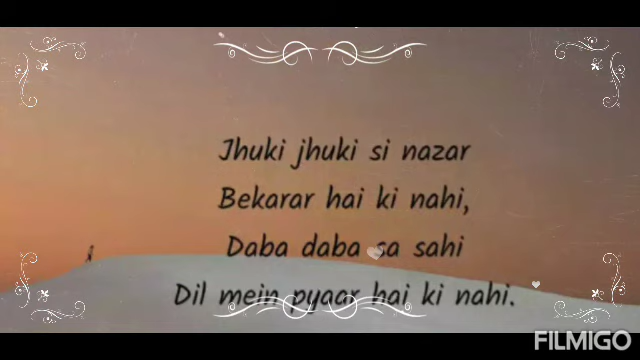 Jhuki jhuki si nazar
Bekarar hai ki nahi,
Daba daba sa sahi
Dil mein pyaar hai ki nahi.
FILMIGO